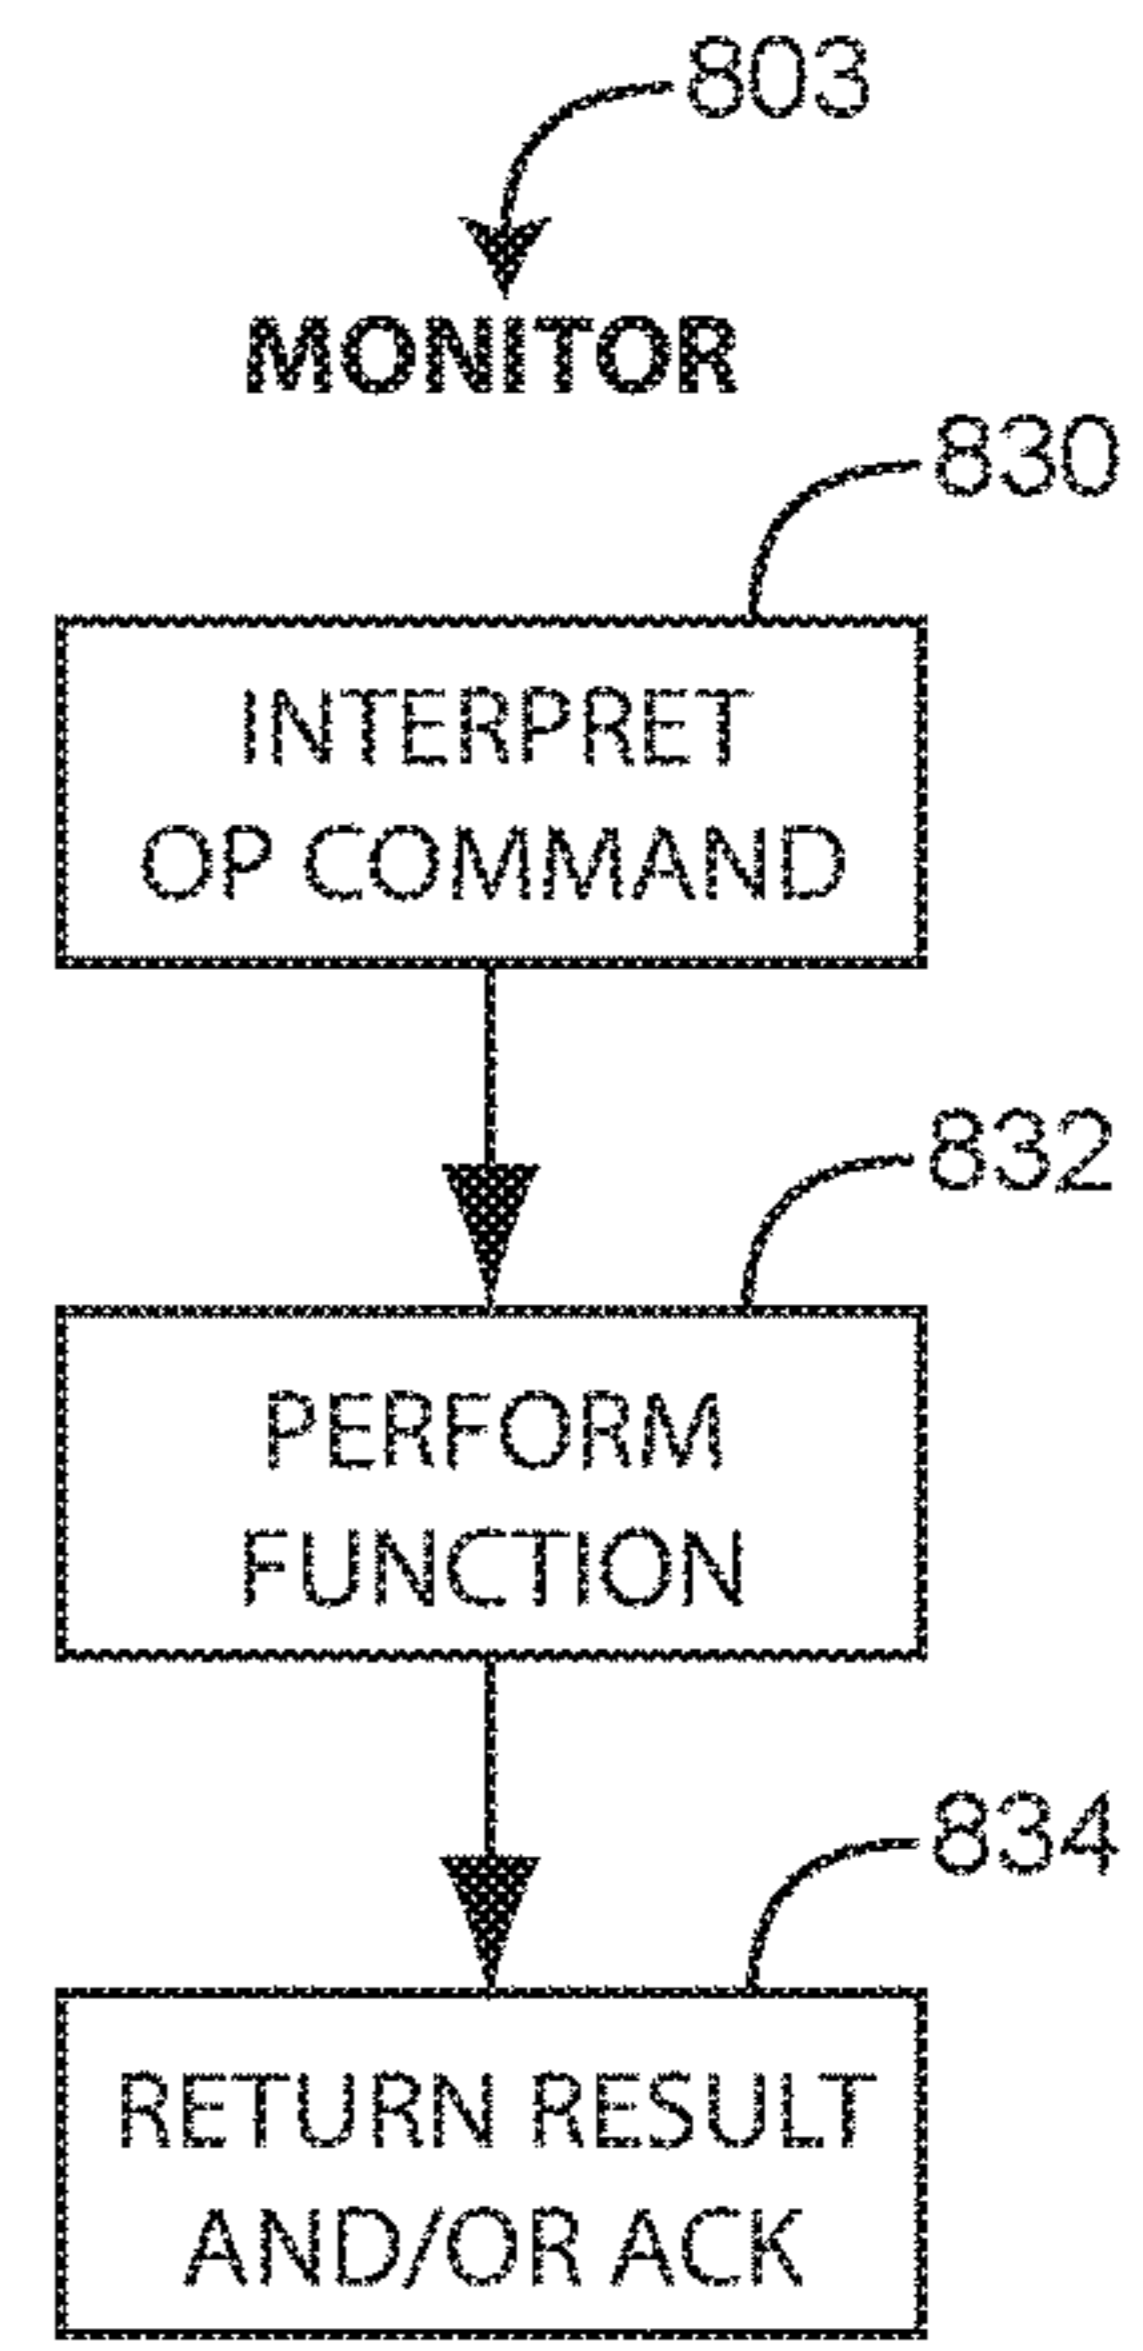 803
MONITOR
830
INTERPRET
OP COMMAND
832
PERFORM
FUNCTION
834
RETURN RESULT
AND/OR ACK